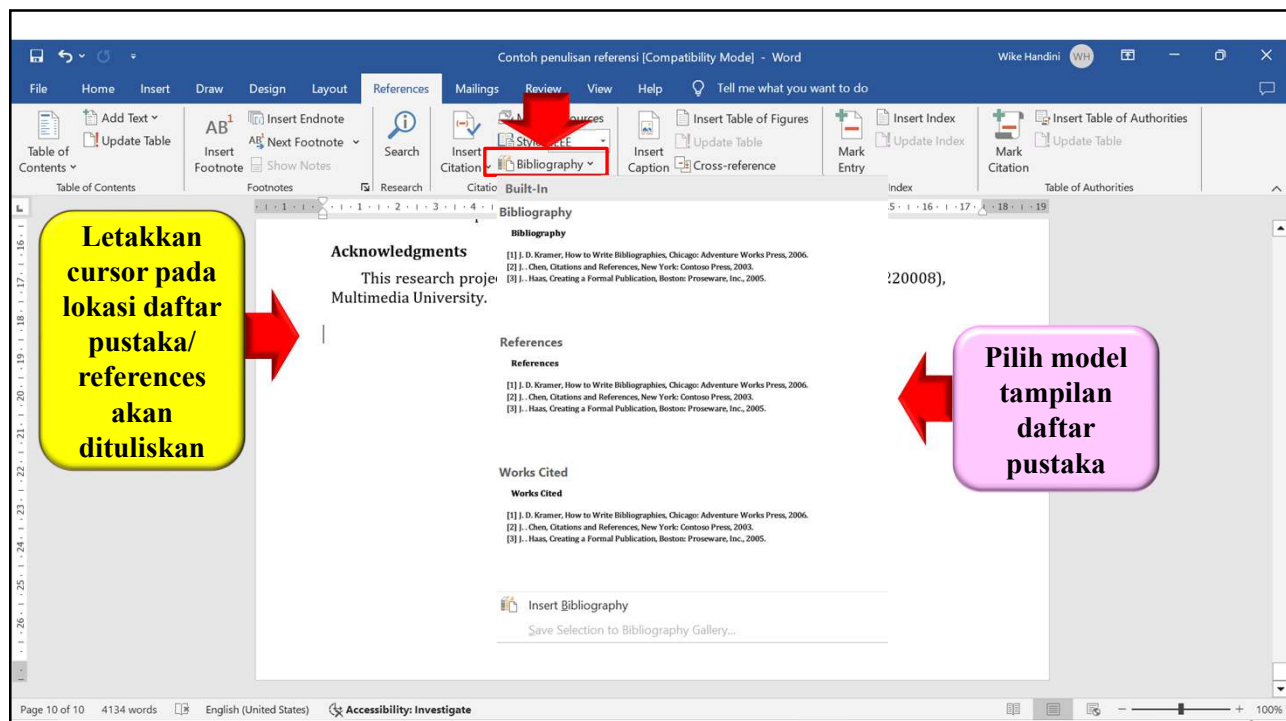 Contoh penulisan referensi [Compatibility Mode] - Word
Wike Handini
WH
File Home Insert Draw Design Layout References Mailings Review View Help Tell me what you want to do
Table of Contents
Add Text
Update Table
Table of Contents
AB1 Insert Footnote
Insert Endnote
Next Footnote
Show Notes
Footnotes
Search
Research
Insert Citation
Style
Bibliography
Insert Caption
Insert Table of Figures
Update Table
Cross-reference
Mark Entry
Insert Index
Update Index
Mark Citation
Insert Table of Authorities
Update Table
Table of Authorities
Letakkan
cursor pada
lokasi daftar
pustaka/
references
akan
dituliskan
Acknowledgments
This research
220008),
Multimedia University.
Built-In
Bibliography
Bibliography
[1] J. D. Kramer, How to Write Bibliographies, Chicago: Adventure Works Press, 2006.
[2] J. . Chen, Citations and References, New York: Contoso Press, 2003.
[3] J. . Haas, Creating a Formal Publication, Boston: Proseware, Inc., 2005.
References
References
[1] J. D. Kramer, How to Write Bibliographies, Chicago: Adventure Works Press, 2006.
[2] J. . Chen, Citations and References, New York: Contoso Press, 2003.
[3] J. . Haas, Creating a Formal Publication, Boston: Proseware, Inc., 2005.
Works Cited
Works Cited
[1] J. D. Kramer, How to Write Bibliographies, Chicago: Adventure Works Press, 2006.
[2] J. . Chen, Citations and References, New York: Contoso Press, 2003.
[3] J. . Haas, Creating a Formal Publication, Boston: Proseware, Inc., 2005.
Insert Bibliography
Save Selection to Bibliography Gallery...
Pilih model
tampilan
daftar
pustaka
Page 10 of 10 4134 words English (United States) Accessibility: Investigate 100%